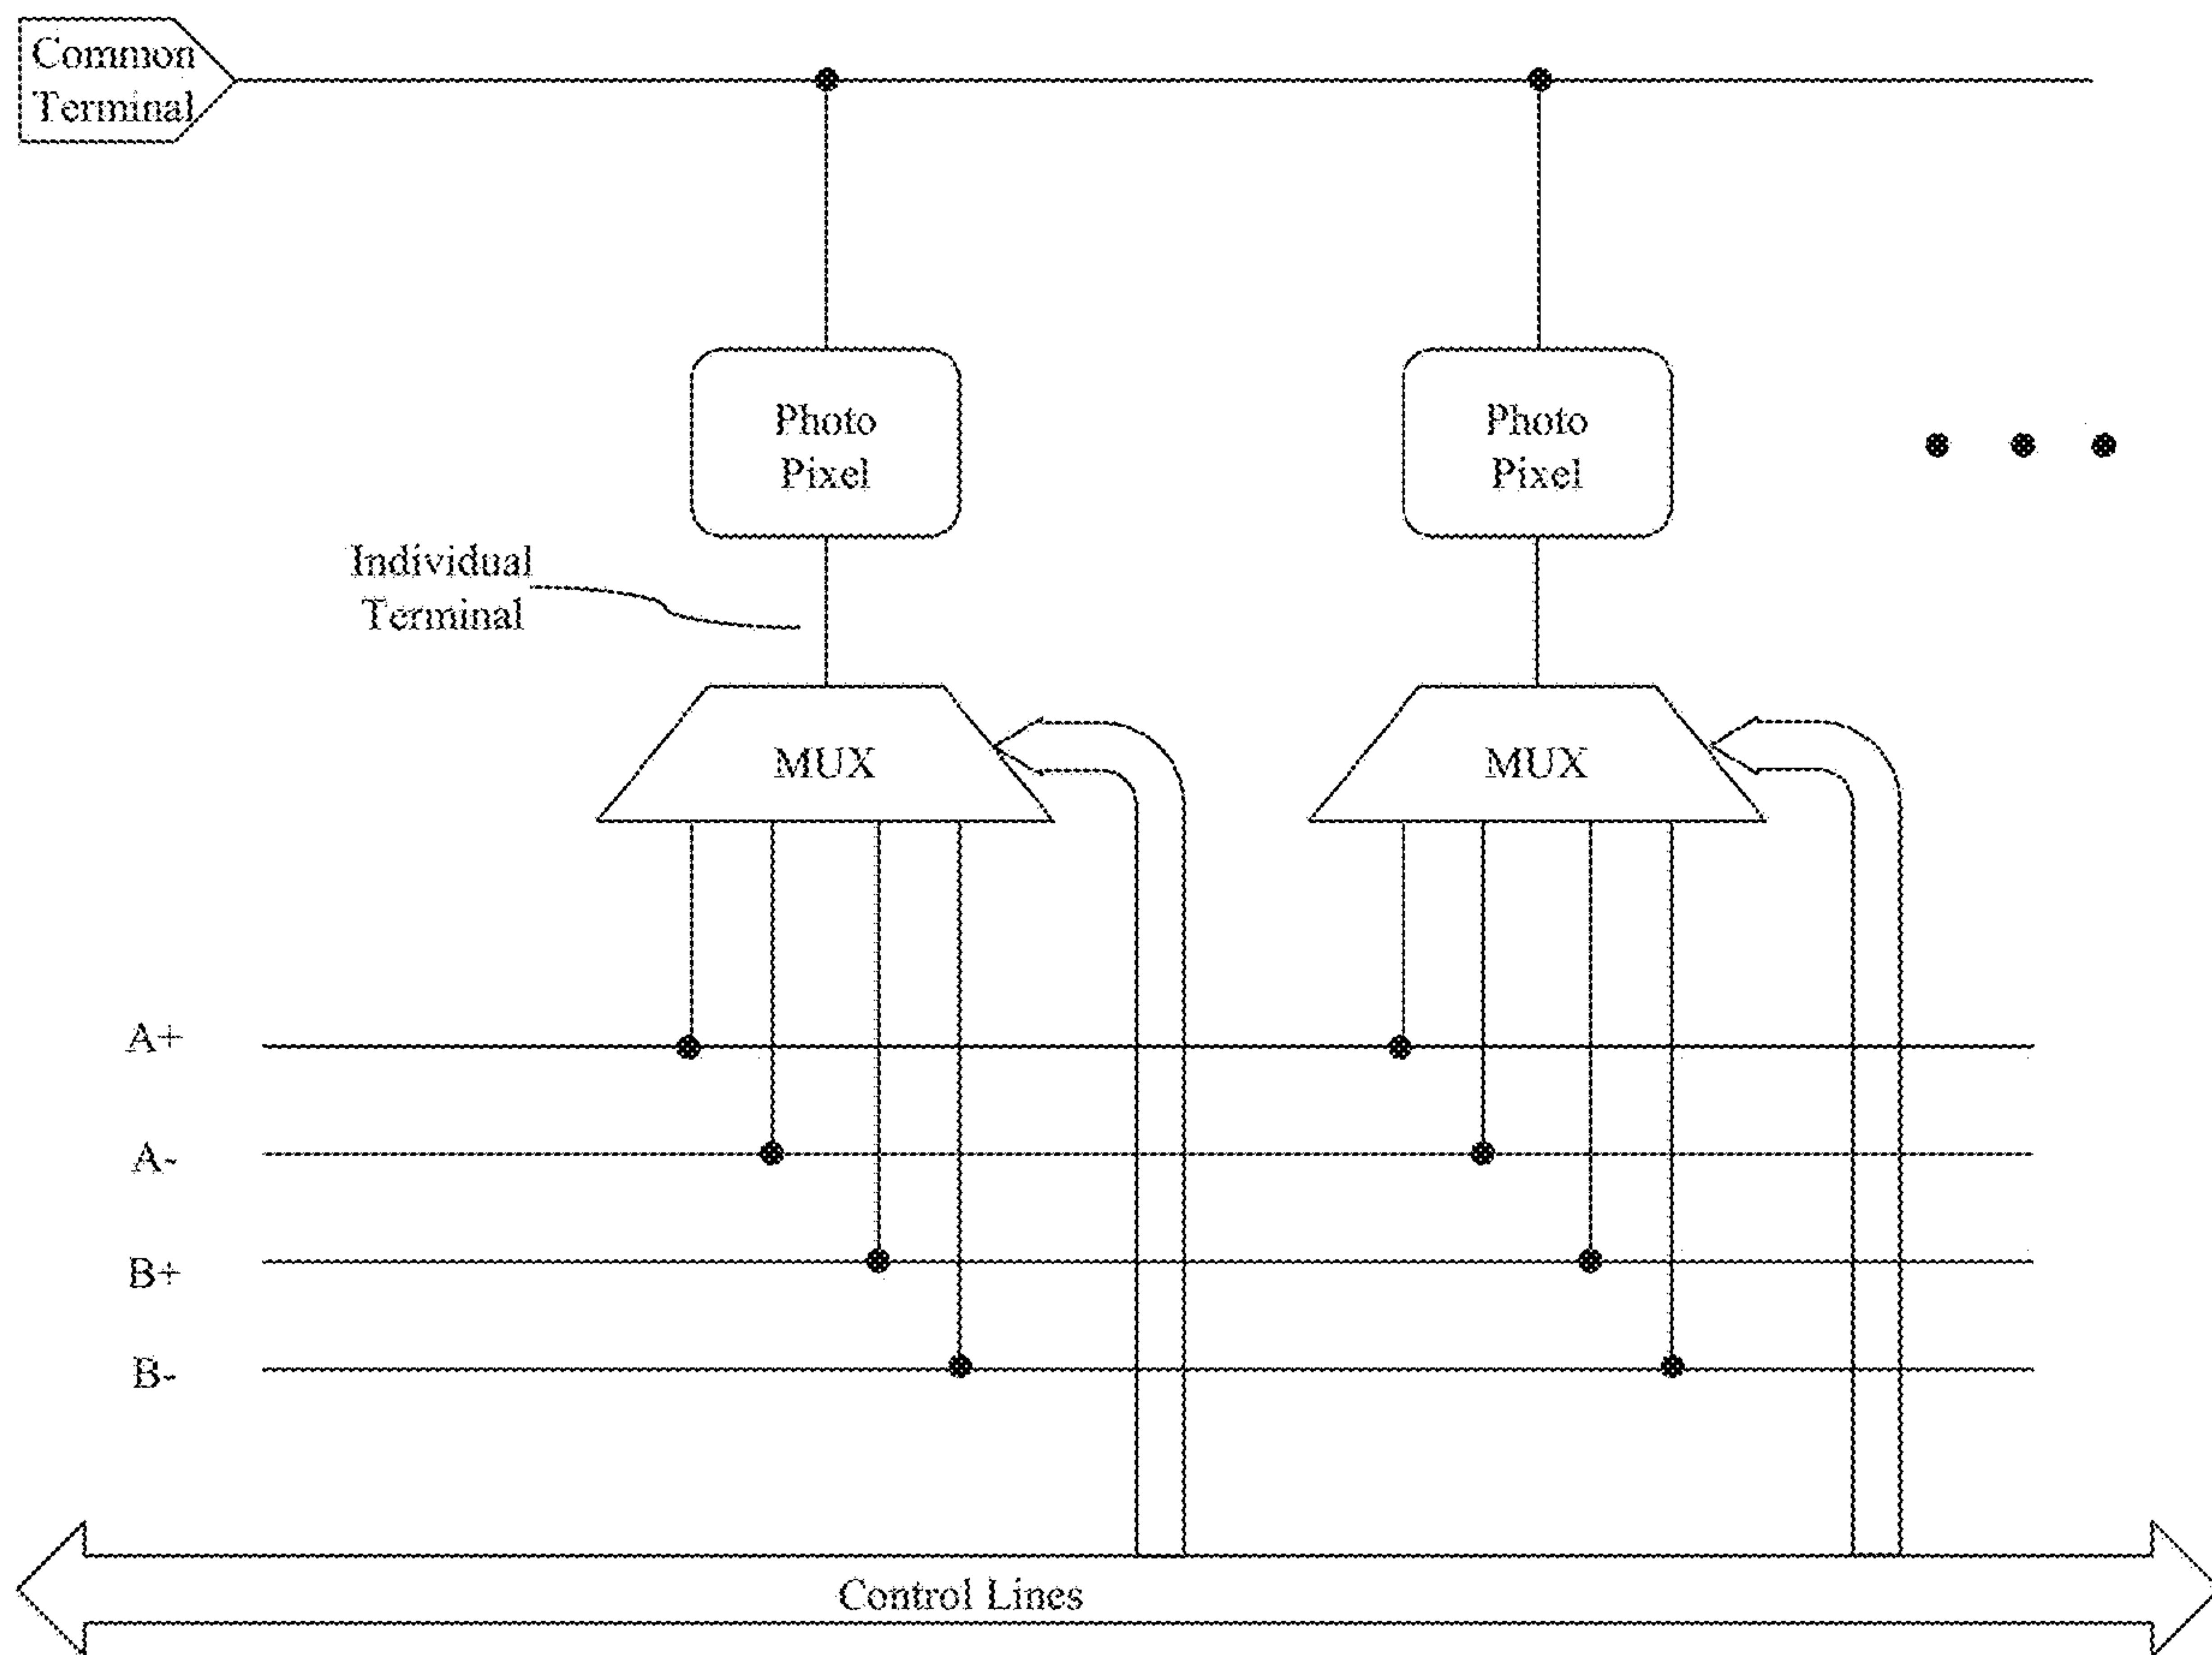 Common
Terminal
Photo
Pixel
Photo
Pixel
Individual
Terminal
MUX
MUX
A+
A-
B+
B-
Control Lines